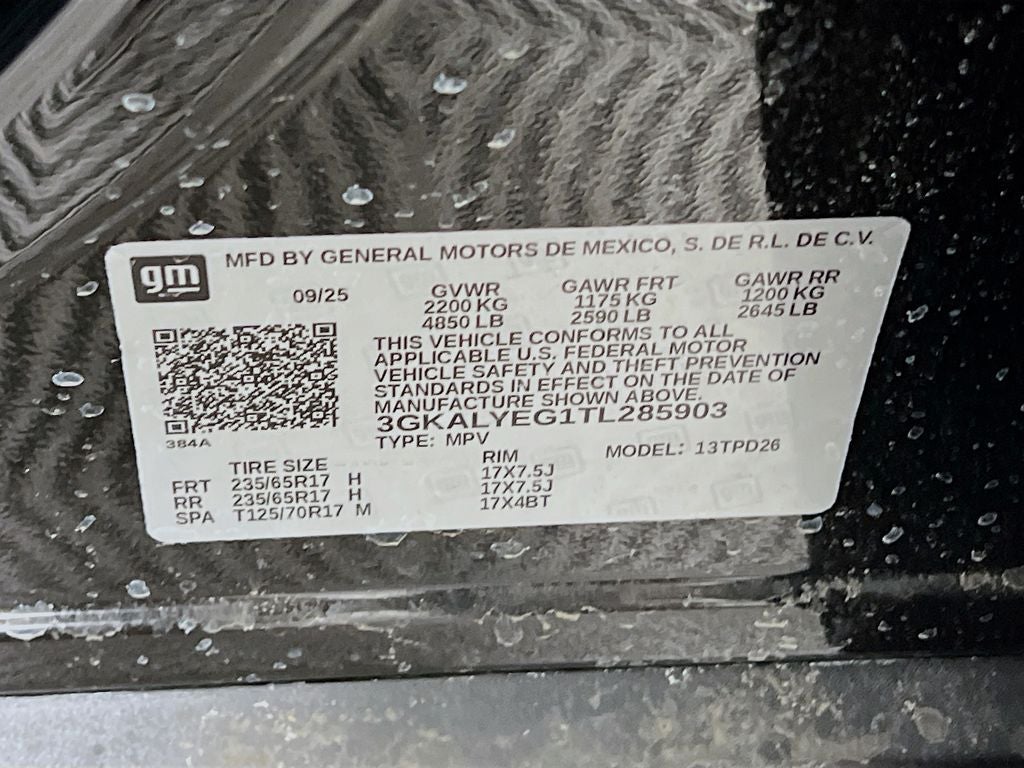 gm
MFD BY GENERAL MOTORS DE MEXICO, S. DE R.L. DE C.V.
09/25
GVWR GAWR FRT GAWR RR
2200 KG 1175 KG 1200 KG
4850 LB 2590 LB 2645 LB
THIS VEHICLE CONFORMS TO ALL
APPLICABLE U.S. FEDERAL MOTOR
VEHICLE SAFETY AND THEFT PREVENTION
STANDARDS IN EFFECT ON THE DATE OF
MANUFACTURE SHOWN ABOVE.
3GKALYEG1TL285903
384A
TYPE: MPV MODEL: 13TPD26
TIRE SIZE RIM
FRT 235/65R17 H 17X7.5J
RR 235/65R17 H 17X7.5J
SPA T125/70R17 M 17X4BT